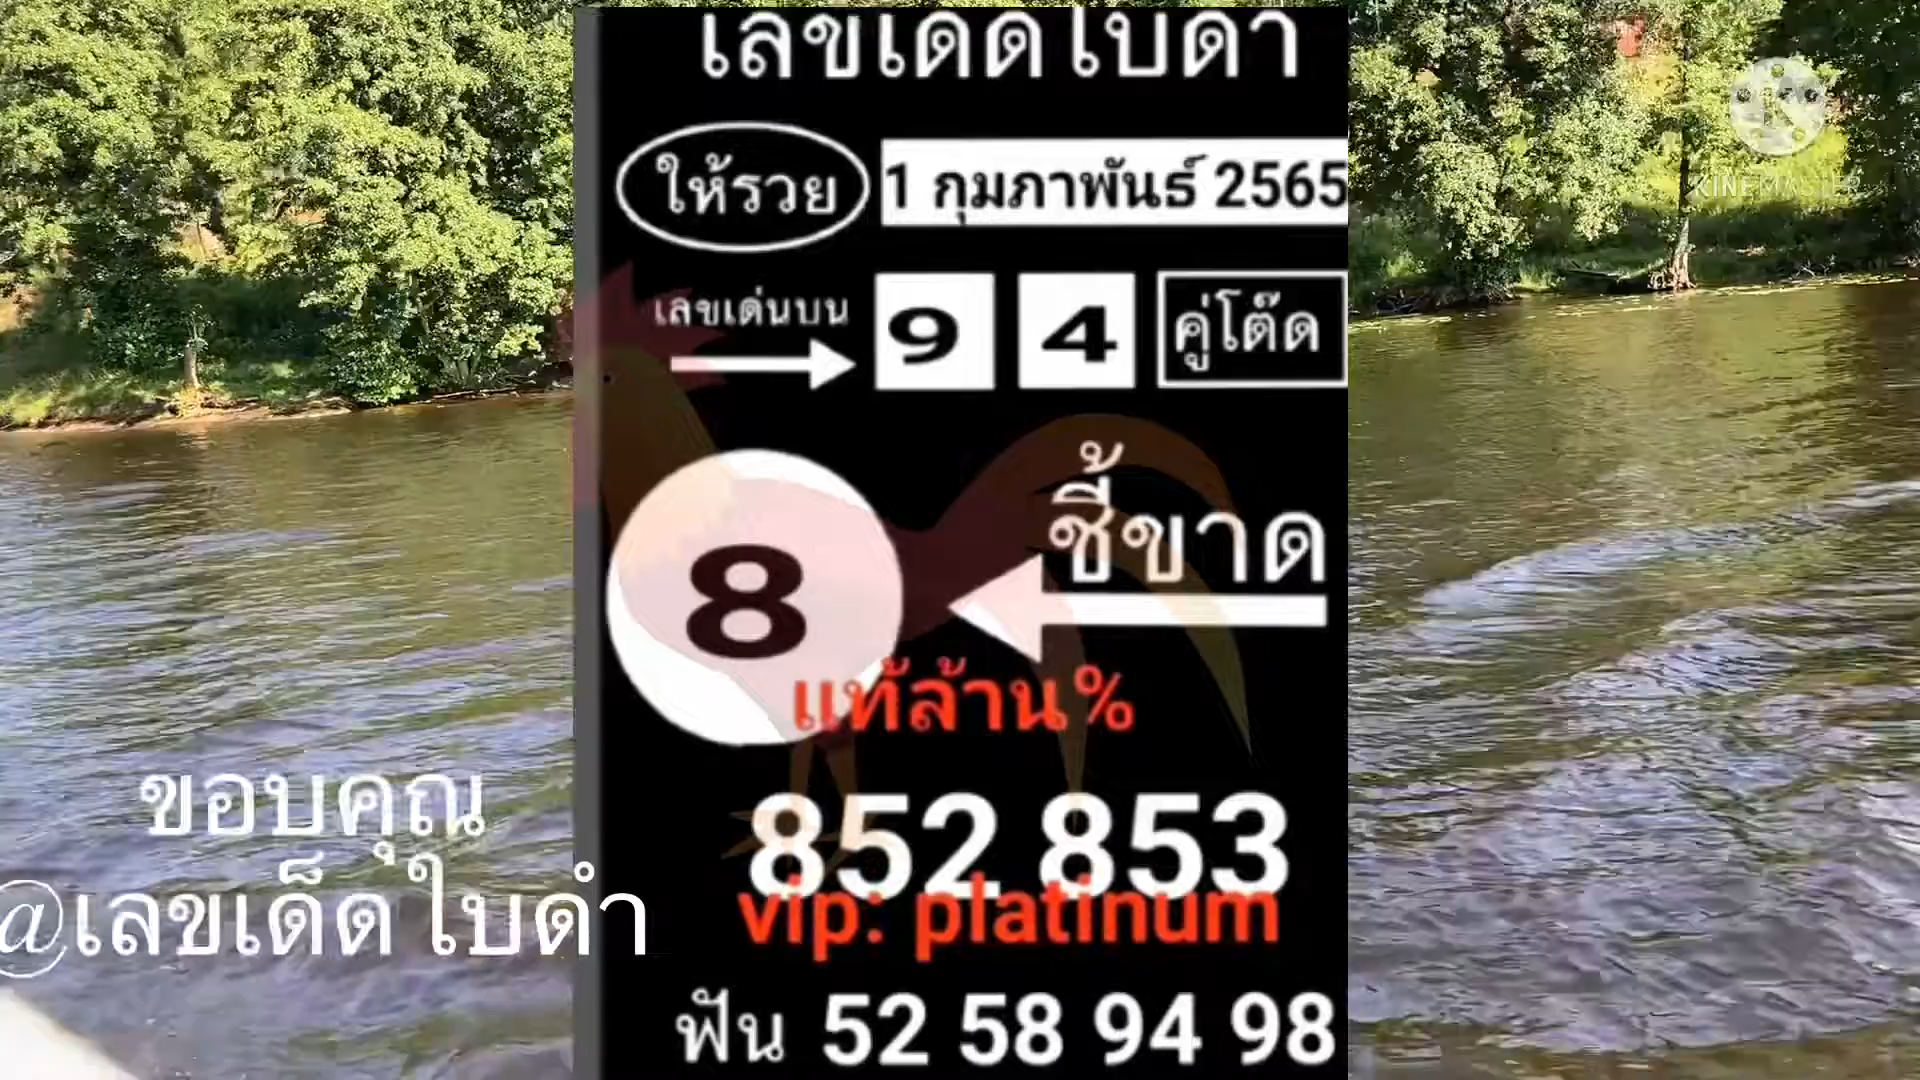 เลขเด็ดใบดำ
ให้รวย
1 กุมภาพันธ์ 2565
เลขเด่นบน
9 4 คู่โต๊ด
ชี้ขาด
8
แท้ล้าน%
852 853
vip: platinum
ฟัน 52 58 94 98
ขอบคุณ
@เลขเด็ดใบดำ
KINEMASTER